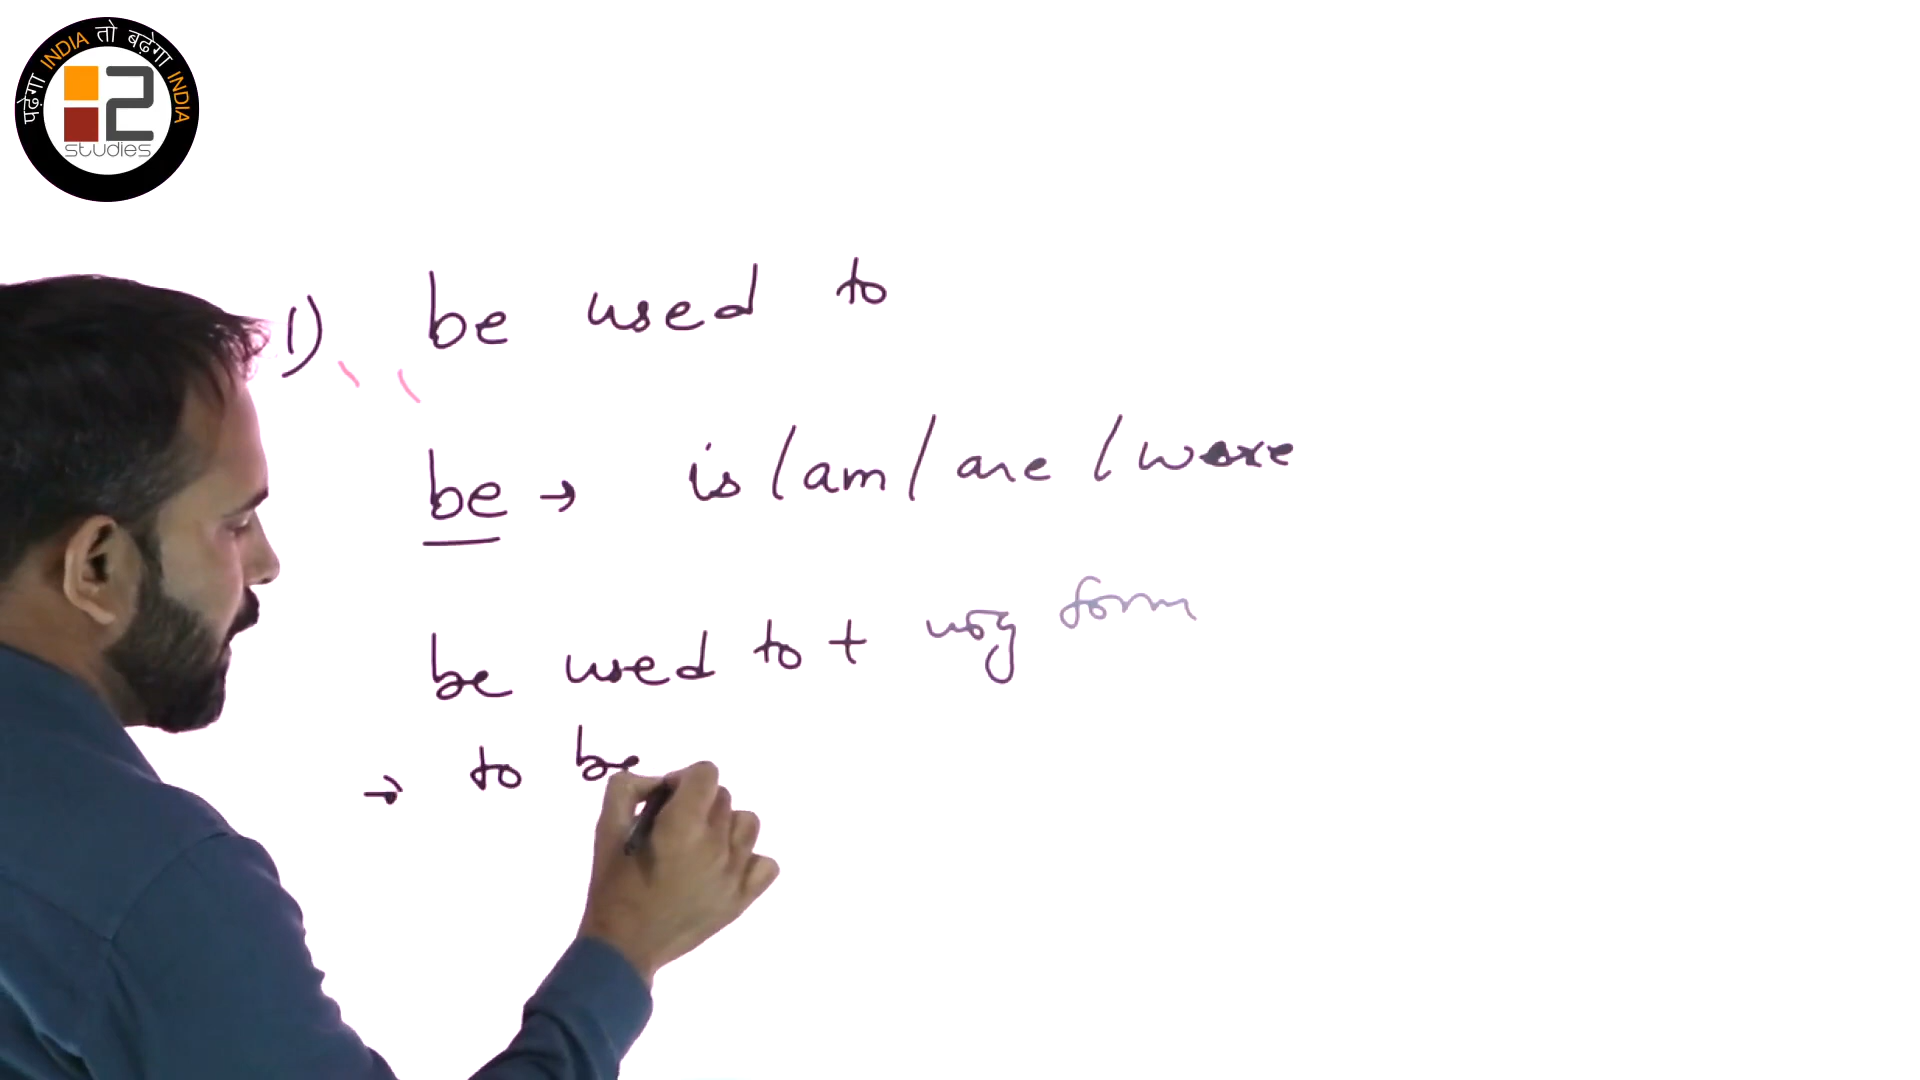 पढ़ेगा INDIA तो बढ़ेगा INDIA
2
studies
1) be used to
be → is / am / are / were
be used to + ing form
→ to be